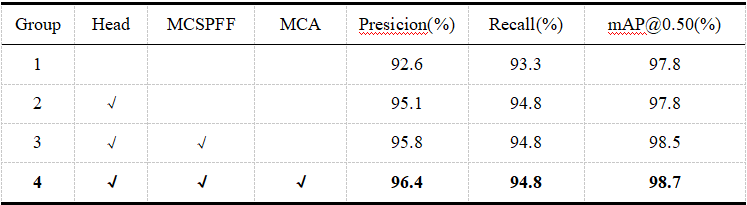 Group Head MCSPFF MCA Presicion(%) Recall(%) mAP@0.50(%)
1 92.6 93.3 97.8
2 √ 95.1 94.8 97.8
3 √ √ 95.8 94.8 98.5
4 √ √ √ 96.4 94.8 98.7